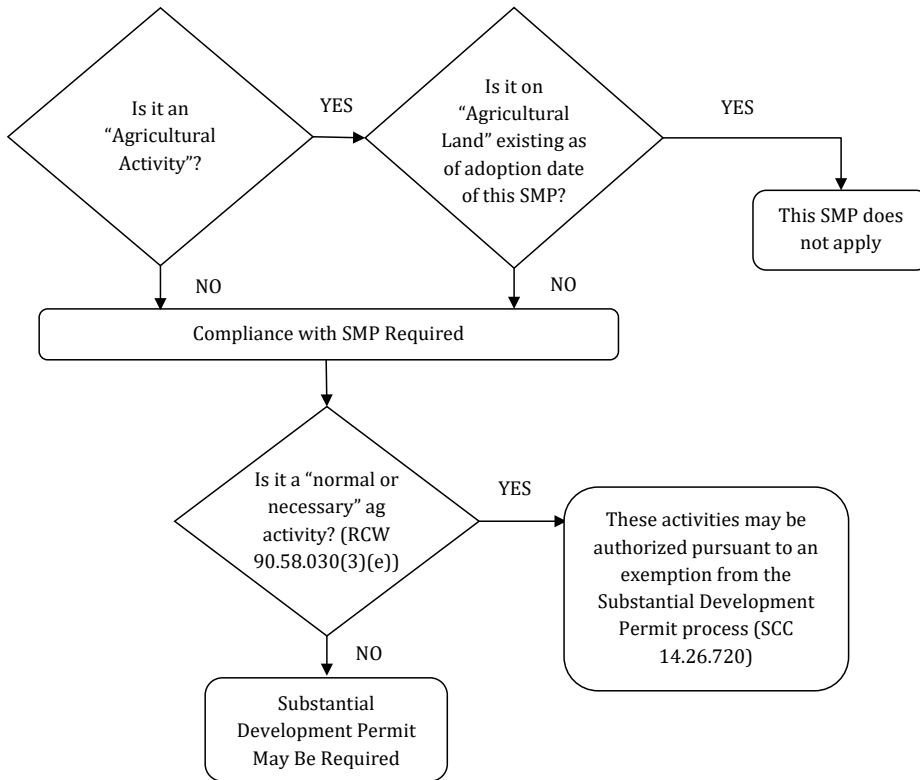 Is it an
“Agricultural
Activity”?
YES
Is it on
“Agricultural
Land” existing as
of adoption date
of this SMP?
YES
This SMP does
not apply
NO
NO
Compliance with SMP Required
Is it a “normal or
necessary” ag
activity? (RCW
90.58.030(3)(e))
YES
These activities may be
authorized pursuant to an
exemption from the
Substantial Development
Permit process (SCC
14.26.720)
NO
Substantial
Development Permit
May Be Required